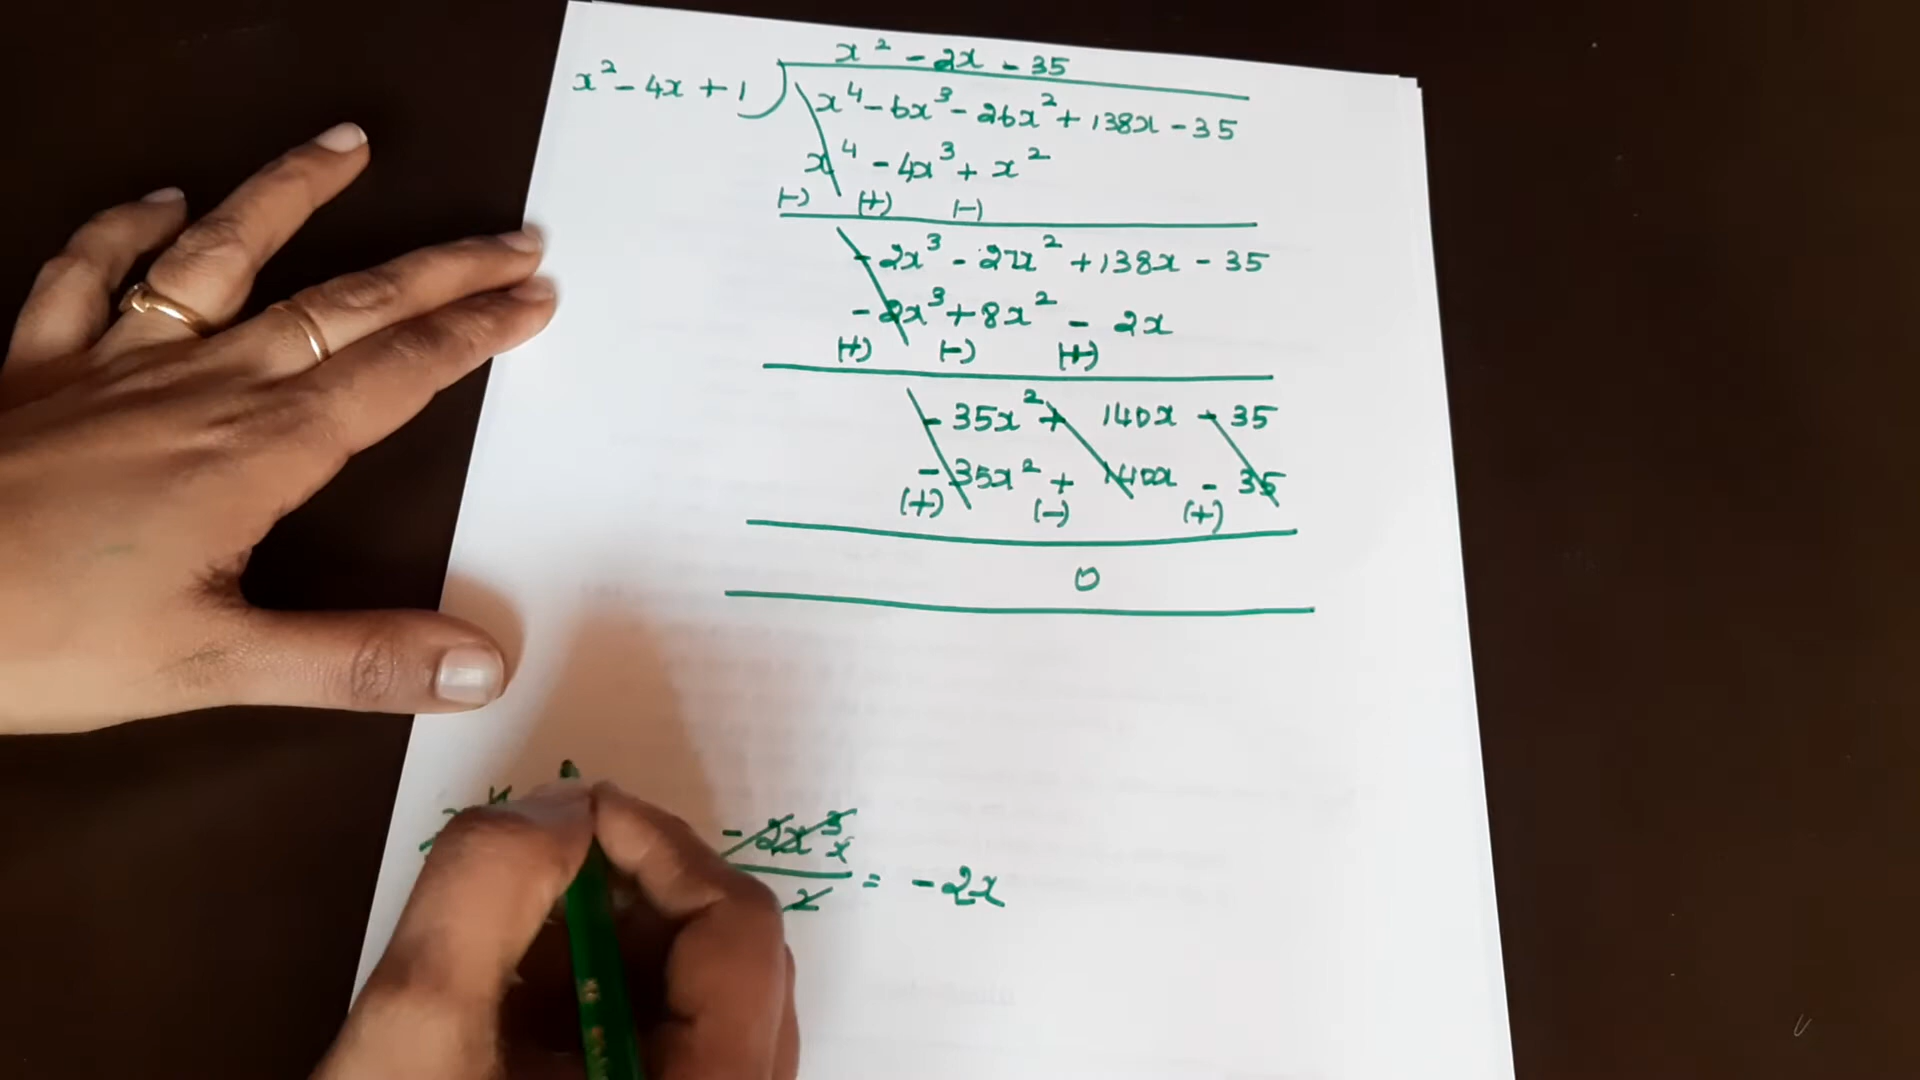 x² - 2x - 35
x² - 4x + 1 ) x⁴ - 6x³ - 26x² + 138x - 35
x⁴ - 4x³ + x²
(-) (+) (-)
- 2x³ - 27x² + 138x - 35
- 2x³ + 8x² - 2x
(+) (-) (+)
- 35x² + 140x - 35
- 35x² + 140x - 35
(+) (-) (+)
0
- 2x³ x
= - 2x